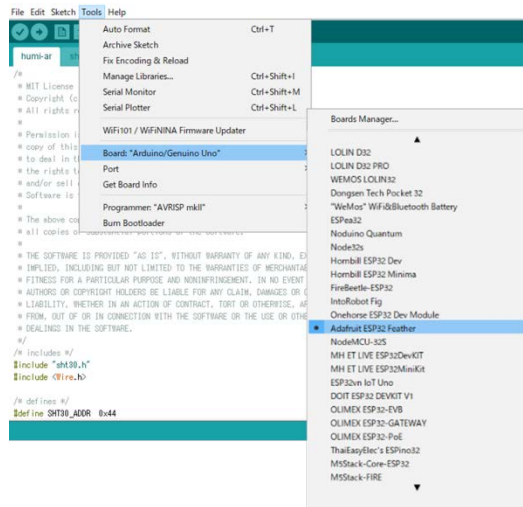 File Edit Sketch Tools Help
humi-ar
Auto Format Ctrl+T
Archive Sketch
Fix Encoding & Reload
Manage Libraries... Ctrl+Shift+I
Serial Monitor Ctrl+Shift+M
Serial Plotter Ctrl+Shift+L
WiFi101 / WiFiNINA Firmware Updater
Board: "Arduino/Genuino Uno"
Port
Get Board Info
Programmer: "AVRISP mkII"
Burn Bootloader
Boards Manager...
LOLIN D32
LOLIN D32 PRO
WEMOS LOLIN32
Dongsen Tech Pocket 32
"WeMos" WiFi&Bluetooth Battery
ESPea32
Noduino Quantum
Node32s
Hornbill ESP32 Dev
Hornbill ESP32 Minima
FireBeetle-ESP32
IntoRobot Fig
Onehorse ESP32 Dev Module
Adafruit ESP32 Feather
NodeMCU-32S
MH ET LIVE ESP32DevKIT
MH ET LIVE ESP32MiniKit
ESP32vn IoT Uno
DOIT ESP32 DEVKIT V1
OLIMEX ESP32-EVB
OLIMEX ESP32-GATEWAY
OLIMEX ESP32-PoE
ThaiEasyElec's ESPino32
M5Stack-Core-ESP32
M5Stack-FIRE
/*
* MIT License
* Copyright (c
* All rights r
*
* Permission i
* copy of this
* to deal in t
* the rights t
* and/or sell
* Software is
*
* The above co
* all copies or substantial portions of the Software.
*
* THE SOFTWARE IS PROVIDED "AS IS", WITHOUT WARRANTY OF ANY KIND, E
* IMPLIED, INCLUDING BUT NOT LIMITED TO THE WARRANTIES OF MERCHANTA
* FITNESS FOR A PARTICULAR PURPOSE AND NONINFRINGEMENT. IN NO EVENT
* AUTHORS OR COPYRIGHT HOLDERS BE LIABLE FOR ANY CLAIM, DAMAGES OR
* LIABILITY, WHETHER IN AN ACTION OF CONTRACT, TORT OR OTHERWISE, A
* FROM, OUT OF OR IN CONNECTION WITH THE SOFTWARE OR THE USE OR OTHE
* DEALINGS IN THE SOFTWARE.
*/
/* includes */
#include "sht30.h"
#include <Wire.h>
/* defines */
#define SHT30_ADDR 0x44